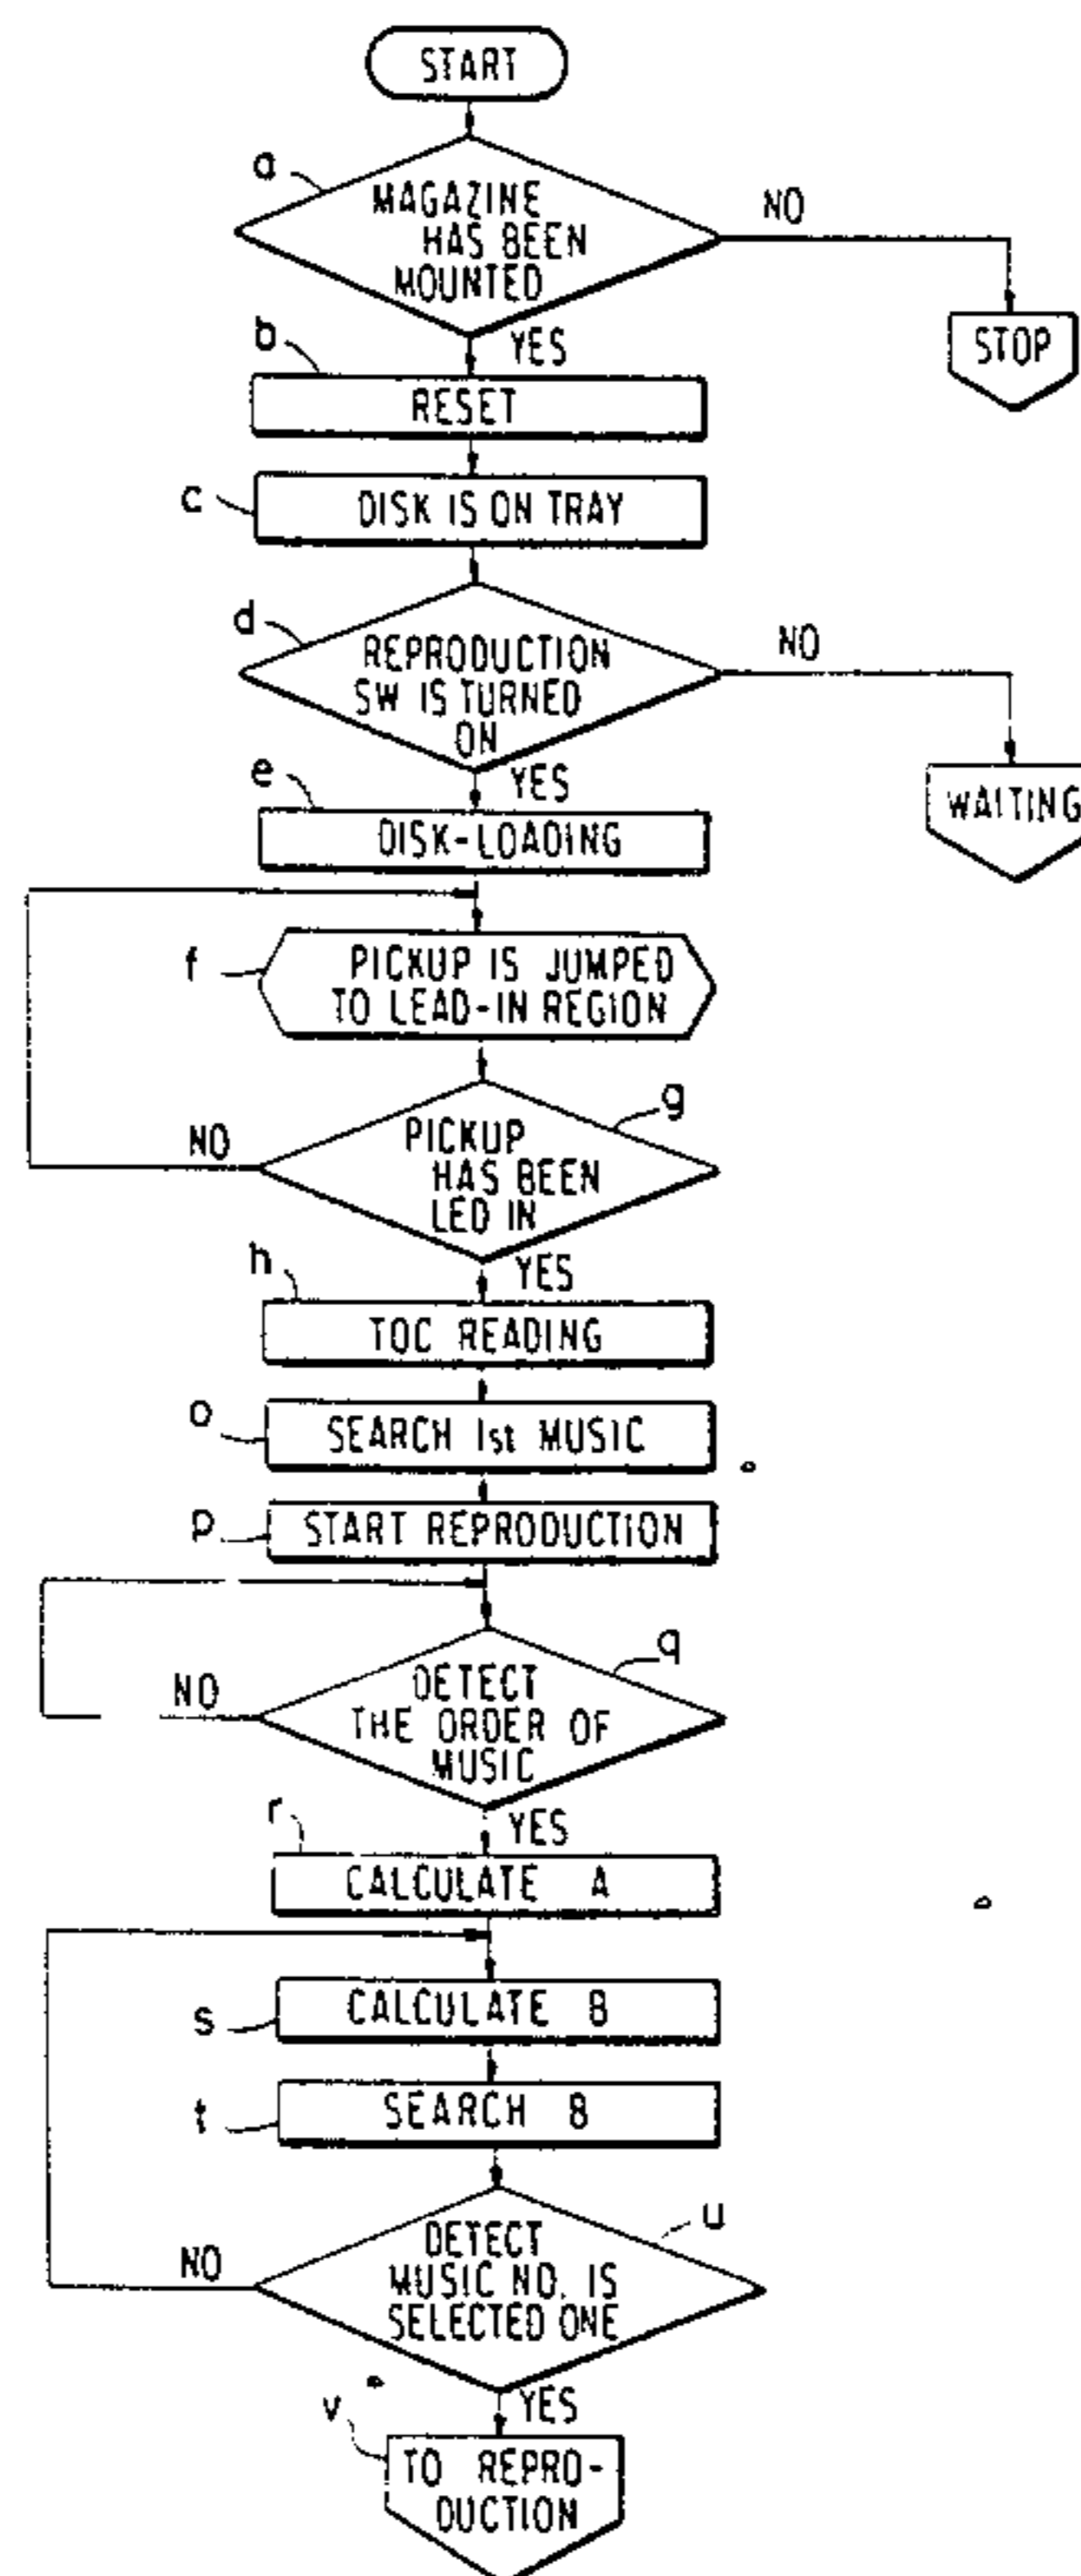 START
a
MAGAZINE
HAS BEEN
MOUNTED
NO
STOP
YES
b
RESET
c
DISK IS ON TRAY
d
REPRODUCTION
SW IS TURNED
ON
NO
WAITING
YES
e
DISK-LOADING
f
PICKUP IS JUMPED
TO LEAD-IN REGION
g
PICKUP
HAS BEEN
LED IN
NO
YES
h
TOC READING
o
SEARCH 1st MUSIC
p
START REPRODUCTION
q
DETECT
THE ORDER OF
MUSIC
NO
YES
r
CALCULATE A
s
CALCULATE B
t
SEARCH B
u
DETECT
MUSIC NO. IS
SELECTED ONE
NO
YES
v
TO REPRO-
DUCTION